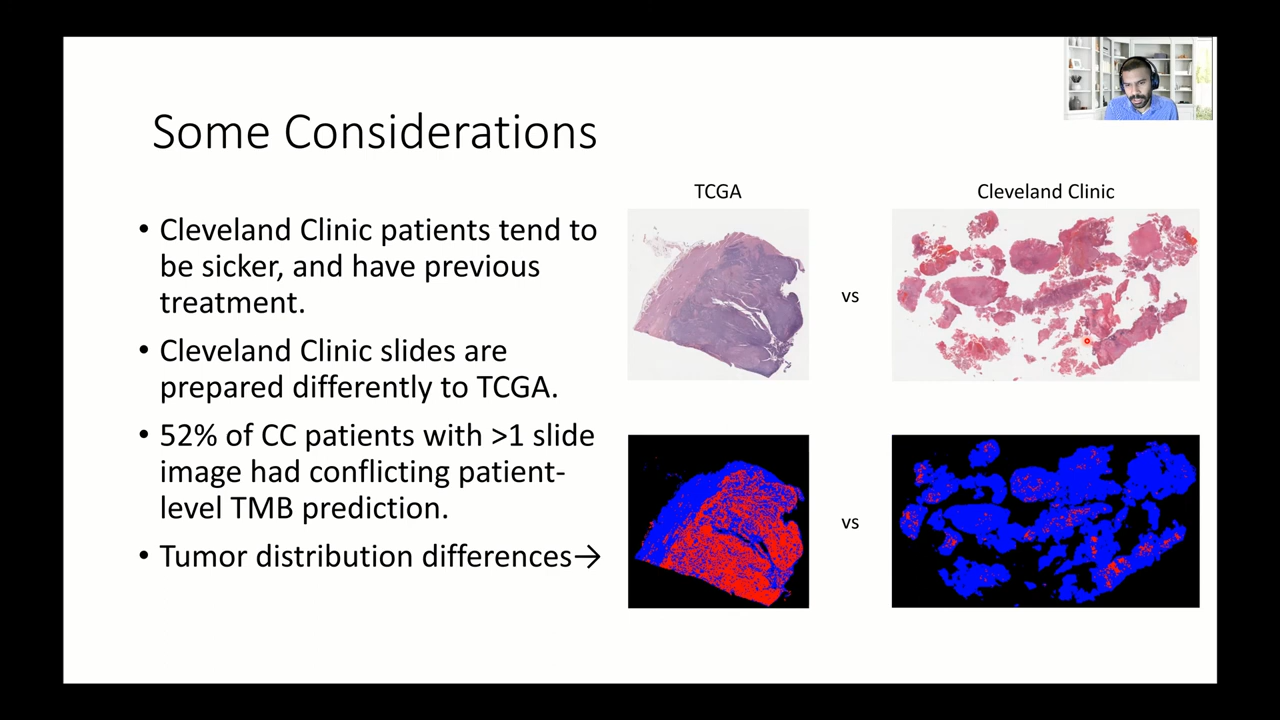 Some Considerations
• Cleveland Clinic patients tend to
be sicker, and have previous
treatment.
• Cleveland Clinic slides are
prepared differently to TCGA.
• 52% of CC patients with >1 slide
image had conflicting patient-
level TMB prediction.
• Tumor distribution differences→
TCGA
Cleveland Clinic
vs
vs